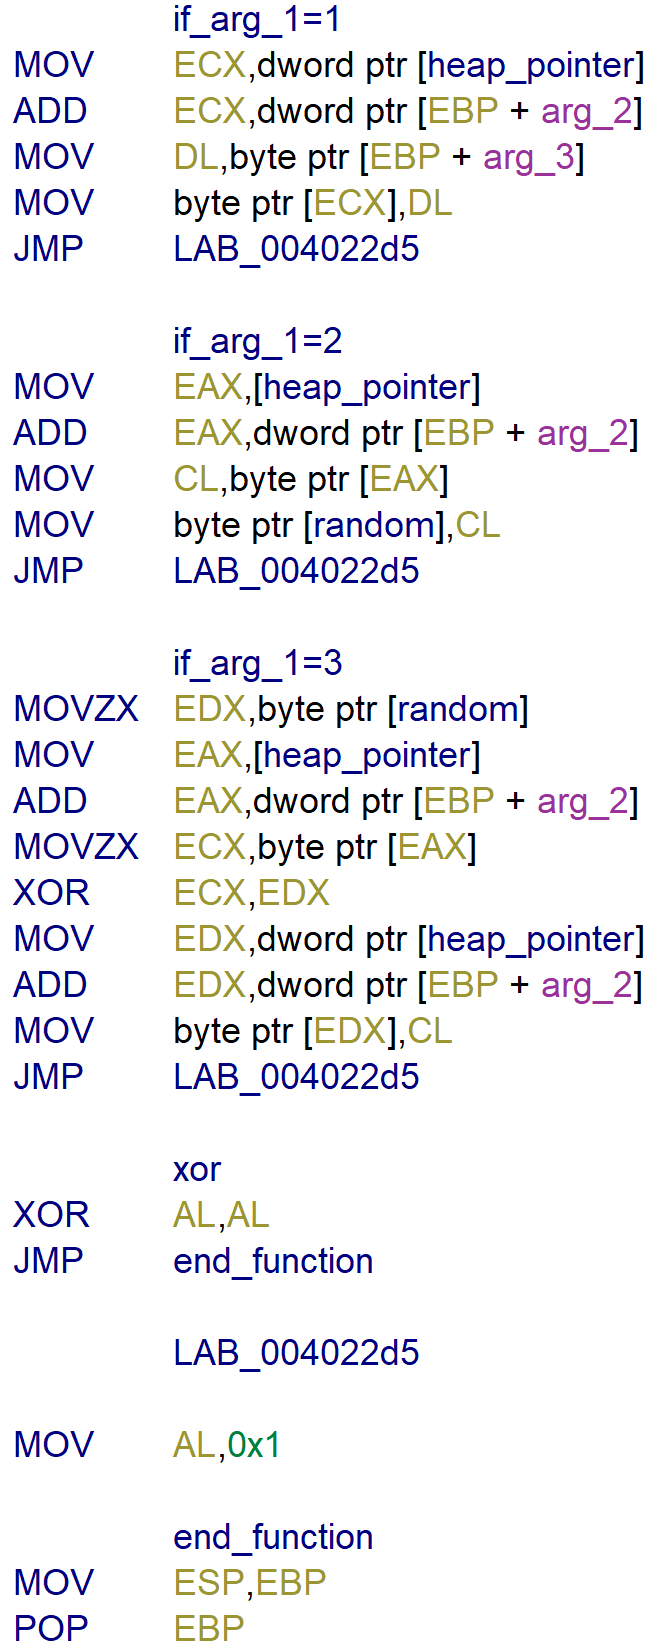 if_arg_1=1
MOV ECX,dword ptr [heap_pointer]
ADD ECX,dword ptr [EBP + arg_2]
MOV DL,byte ptr [EBP + arg_3]
MOV byte ptr [ECX],DL
JMP LAB_004022d5
if_arg_1=2
MOV EAX,[heap_pointer]
ADD EAX,dword ptr [EBP + arg_2]
MOV CL,byte ptr [EAX]
MOV byte ptr [random],CL
JMP LAB_004022d5
if_arg_1=3
MOVZX EDX,byte ptr [random]
MOV EAX,[heap_pointer]
ADD EAX,dword ptr [EBP + arg_2]
MOVZX ECX,byte ptr [EAX]
XOR ECX,EDX
MOV EDX,dword ptr [heap_pointer]
ADD EDX,dword ptr [EBP + arg_2]
MOV byte ptr [EDX],CL
JMP LAB_004022d5
xor
XOR AL,AL
JMP end_function
LAB_004022d5
MOV AL,0x1
end_function
MOV ESP,EBP
POP EBP